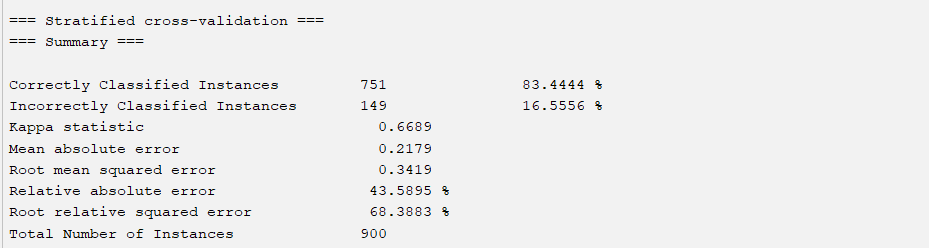 === Stratified cross-validation ===
=== Summary ===
Correctly Classified Instances 751 83.4444 %
Incorrectly Classified Instances 149 16.5556 %
Kappa statistic 0.6689
Mean absolute error 0.2179
Root mean squared error 0.3419
Relative absolute error 43.5895 %
Root relative squared error 68.3883 %
Total Number of Instances 900